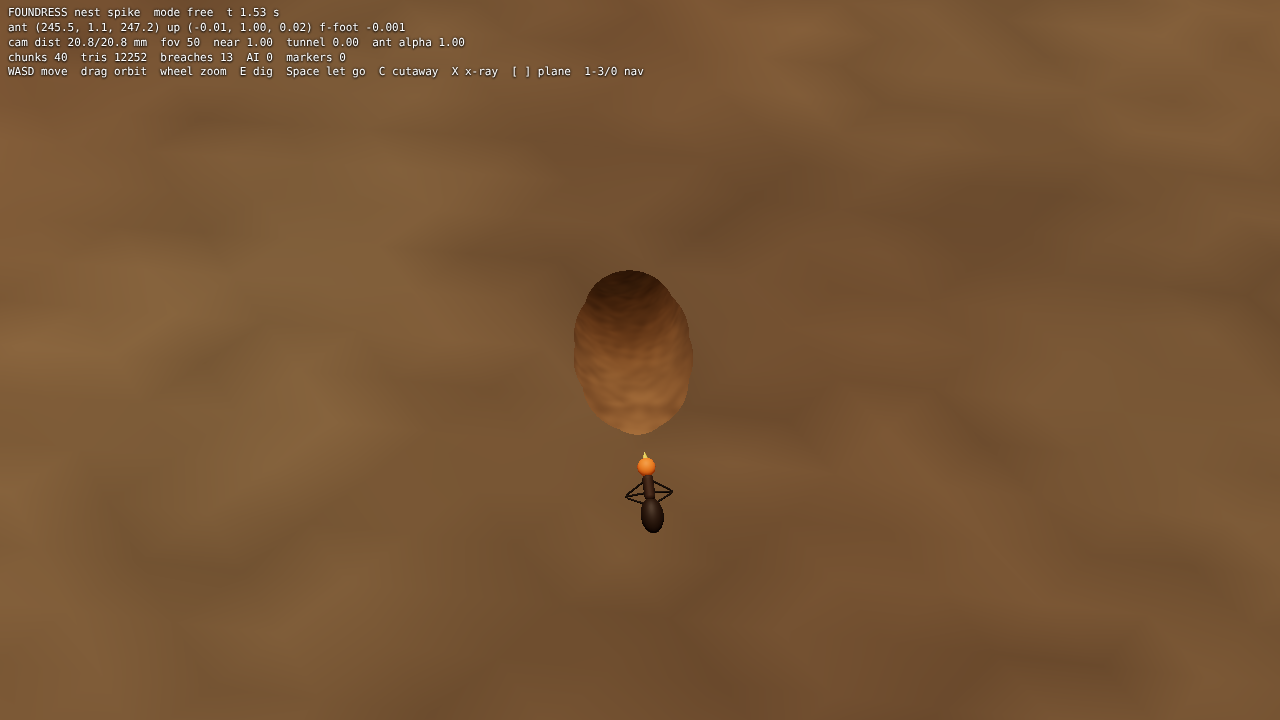 FOUNDRESS nest spike  mode free  t 1.53 s
ant (245.5, 1.1, 247.2) up (-0.01, 1.00, 0.02) f-foot -0.001
cam dist 20.8/20.8 mm  fov 50  near 1.00  tunnel 0.00  ant alpha 1.00
chunks 40  tris 12252  breaches 13  AI 0  markers 0
WASD move  drag orbit  wheel zoom  E dig  Space let go  C cutaway  X x-ray  [ ] plane  1-3/0 nav